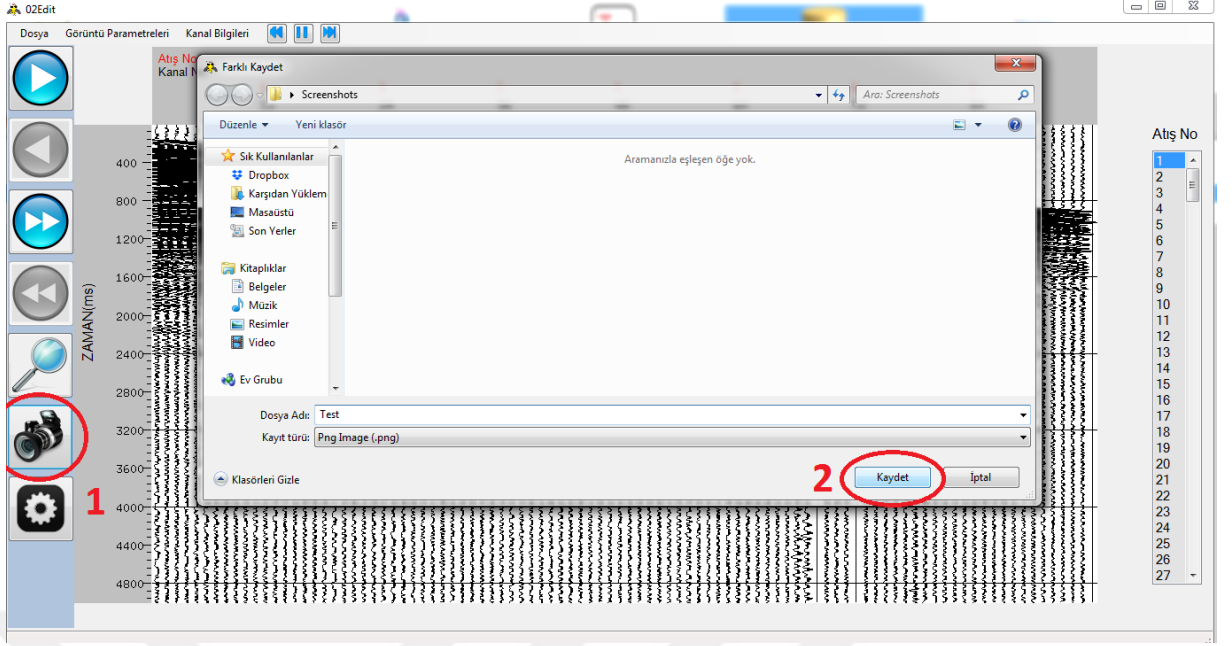 02Edit
Dosya Görüntü Parametreleri Kanal Bilgileri
Atış No
Kanal N
Farklı Kaydet
Screenshots
Ara: Screenshots
Düzenle Yeni klasör
Sık Kullanılanlar
Dropbox
Karşıdan Yüklem
Masaüstü
Son Yerler
Kitaplıklar
Belgeler
Müzik
Resimler
Video
Ev Grubu
Aramanızla eşleşen öğe yok.
Dosya Adı: Test
Kayıt türü: Png Image (.png)
Klasörleri Gizle
Kaydet İptal
1
2
ZAMAN(ms)
400
800
1200
1600
2000
2400
2800
3200
3600
4000
4400
4800
Atış No
1
2
3
4
5
6
7
8
9
10
11
12
13
14
15
16
17
18
19
20
21
22
23
24
25
26
27